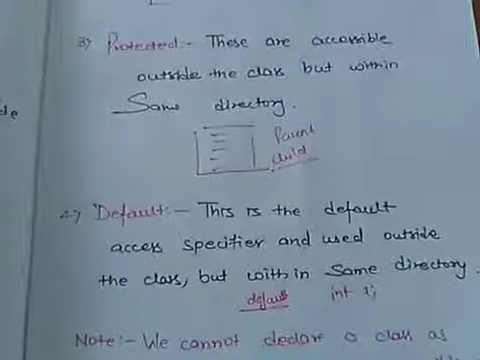 3) Protected:- These are accessible
outside the class but within
Same directory.
Parent
child
4) Default:- This is the default
access specifier and used outside
the class, but within Same directory.
default int x;
Note:- We cannot declare a class as